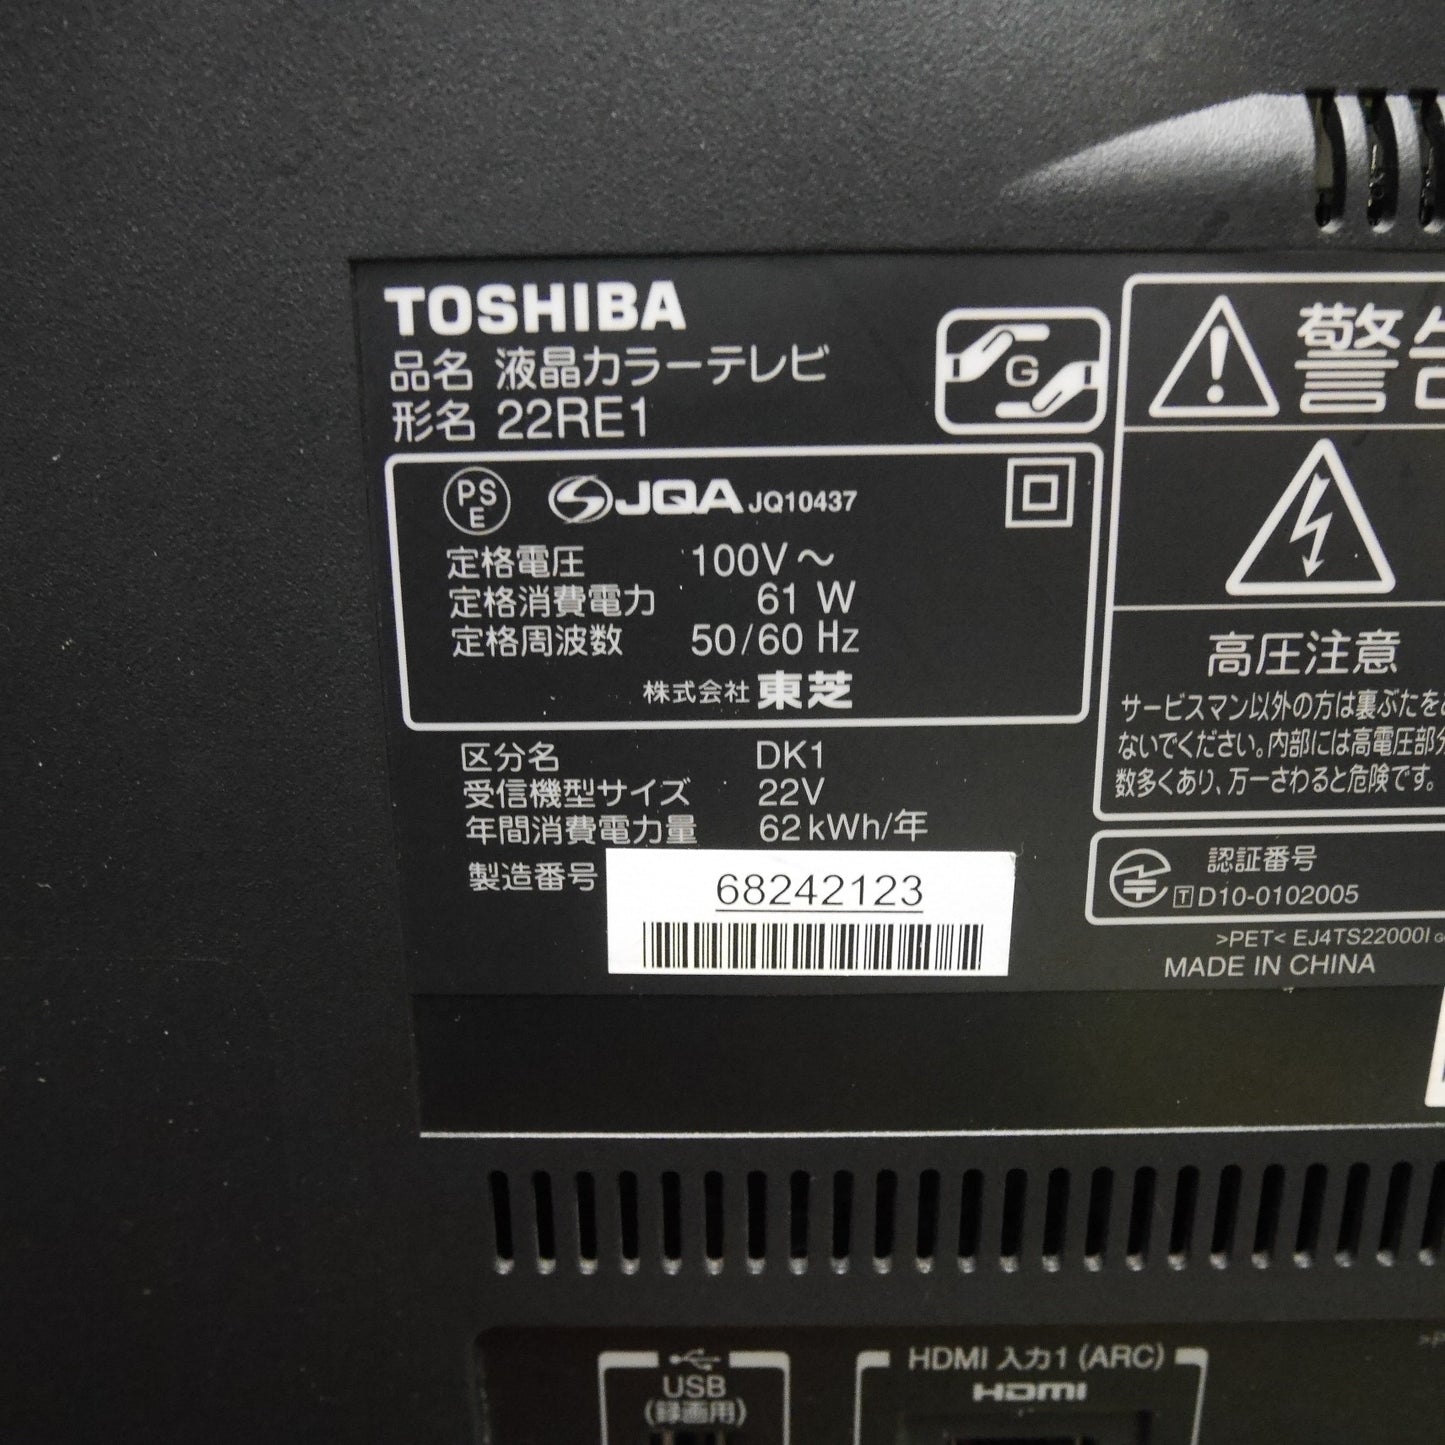 TOSHIBA
品名 液晶カラーテレビ
形名 22RE1
G
PS
E
JQA JQ10437
定格電圧 100V～
定格消費電力 61 W
定格周波数 50/60 Hz
株式会社 東芝
区分名 DK1
受信機型サイズ 22V
年間消費電力量 62kWh/年
製造番号 68242123
警告
高圧注意
サービスマン以外の方は裏ぶたを
ないでください。内部には高電圧部分
数多くあり、万一さわると危険です。
認証番号
T D10-0102005
>PET< EJ4TS22000I
MADE IN CHINA
USB
(録画用)
HDMI 入力1 (ARC)
HDMI